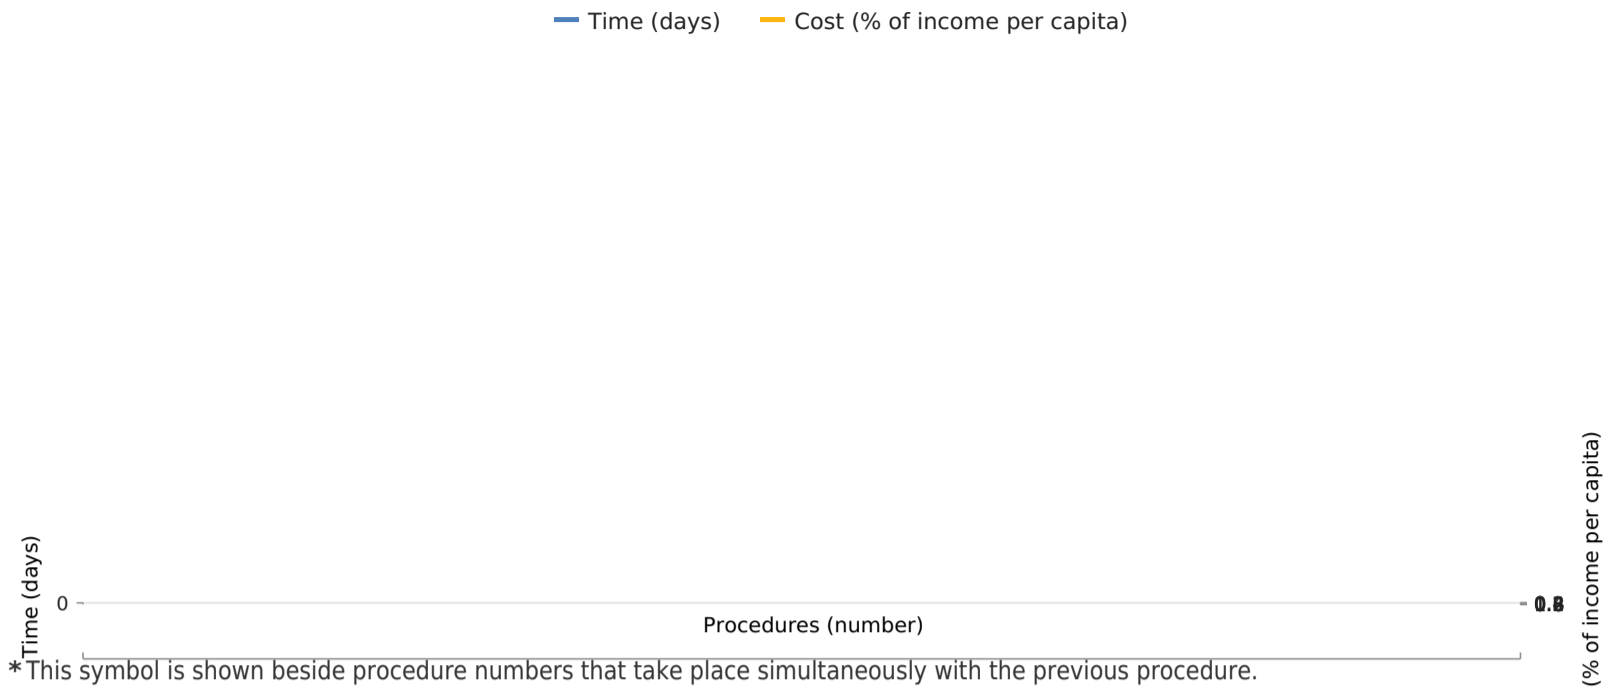 Time (days) Cost (% of income per capita)
(% of income per capita)
Time (days)
0
Procedures (number)
* This symbol is shown beside procedure numbers that take place simultaneously with the previous procedure.